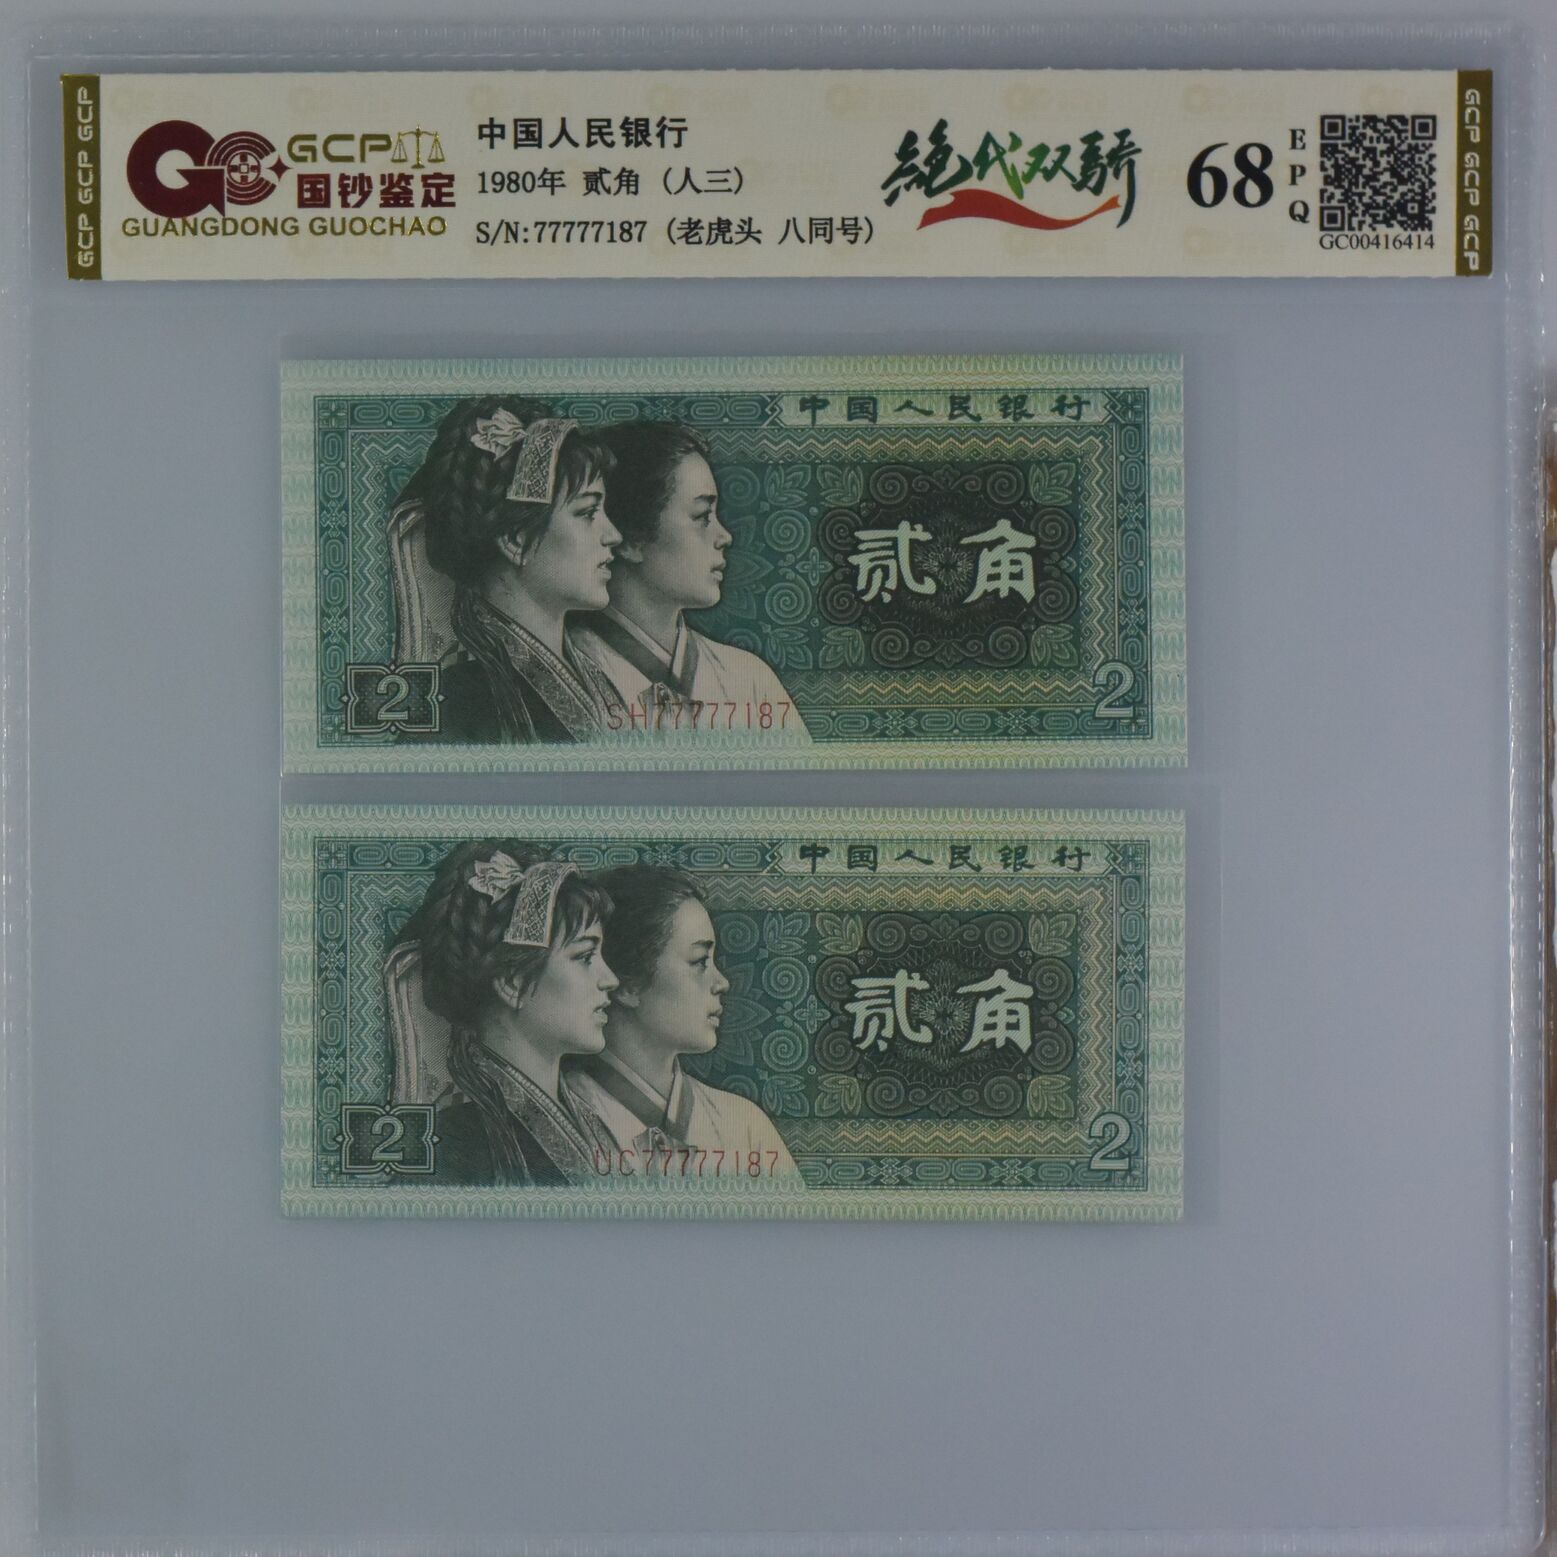 GCP GCP GCP
GCP
国钞鉴定
GUANGDONG GUOCHAO
中国人民银行
1980年 贰角 (人三)
S/N:77777187 (老虎头 八同号)
絕代双骄
68
EPQ
GC00416414
GCP GCP GCP
中国人民银行
贰角
2
SH77777187
2
中国人民银行
贰角
2
UC77777187
2